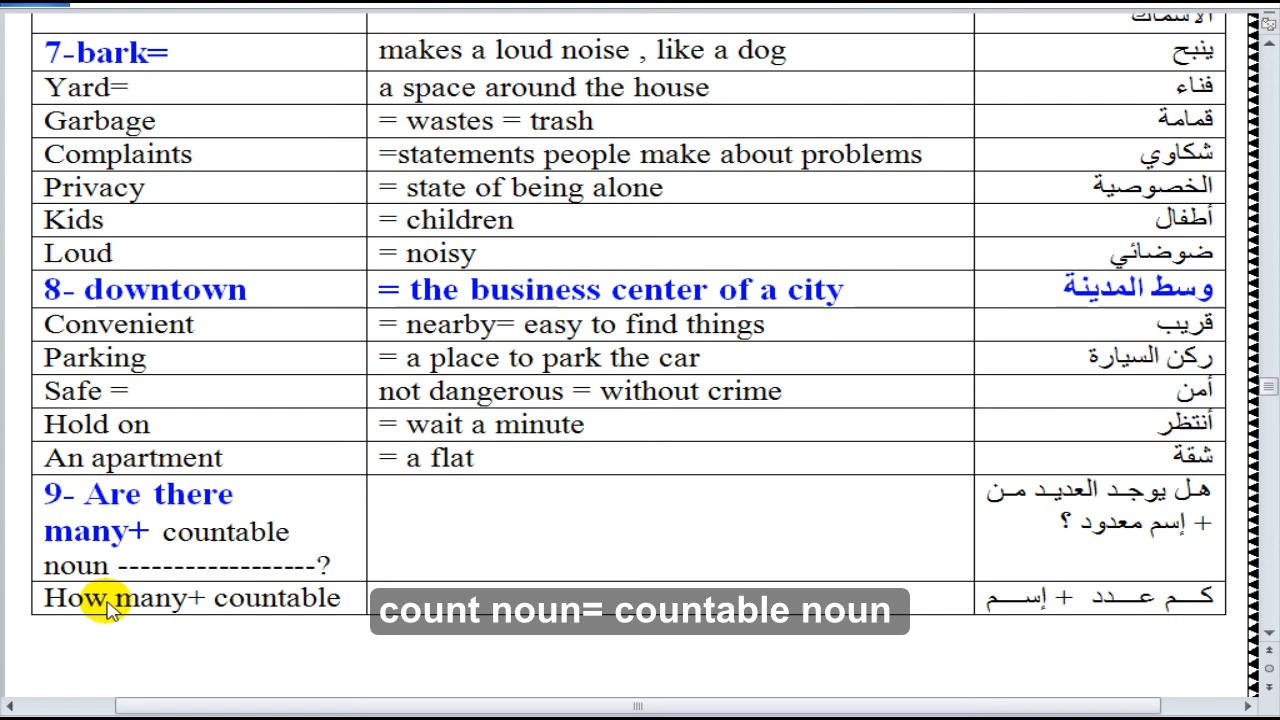 الأسماك
7-bark= makes a loud noise , like a dog ينبح
Yard= a space around the house فناء
Garbage = wastes = trash قمامة
Complaints =statements people make about problems شكاوي
Privacy = state of being alone الخصوصية
Kids = children أطفال
Loud = noisy ضوضائي
8- downtown = the business center of a city وسط المدينة
Convenient = nearby= easy to find things قريب
Parking = a place to park the car ركن السيارة
Safe = not dangerous = without crime أمن
Hold on = wait a minute أنتظر
An apartment = a flat شقة
9- Are there هل يوجد العديد من
many+ countable + إسم معدود ؟
noun ------------------?
How many+ countable كم عدد + إسم
count noun= countable noun